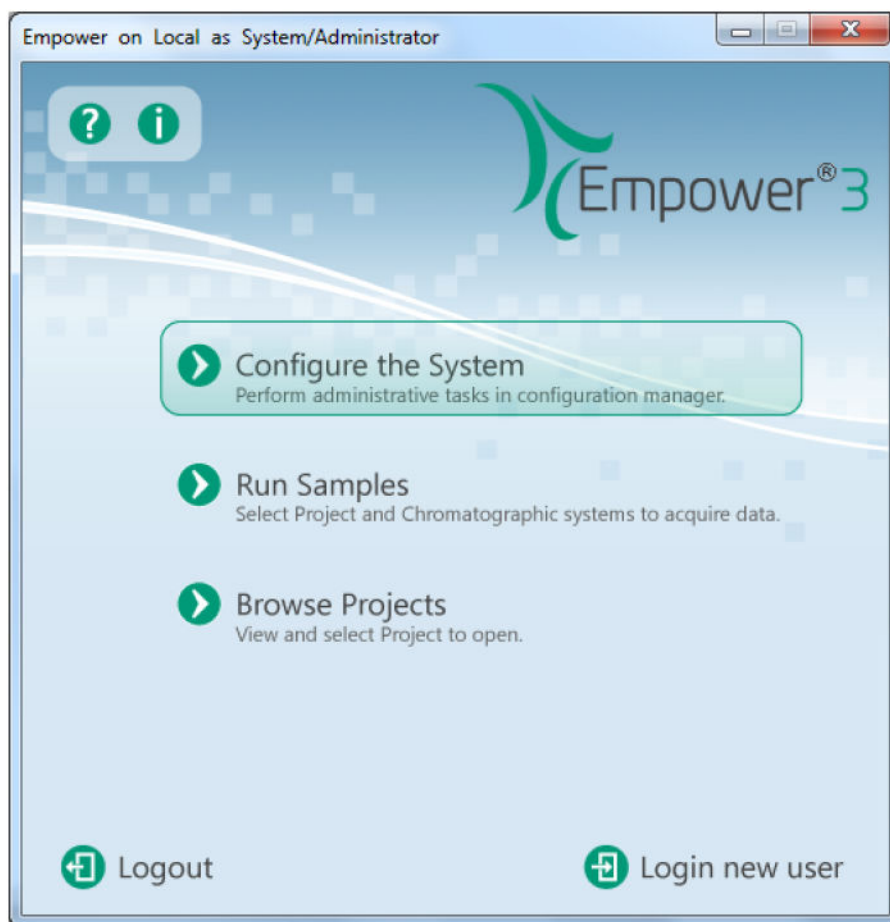 Empower on Local as System/Administrator
? i
Empower®3
Configure the System
Perform administrative tasks in configuration manager.
Run Samples
Select Project and Chromatographic systems to acquire data.
Browse Projects
View and select Project to open.
Logout
Login new user